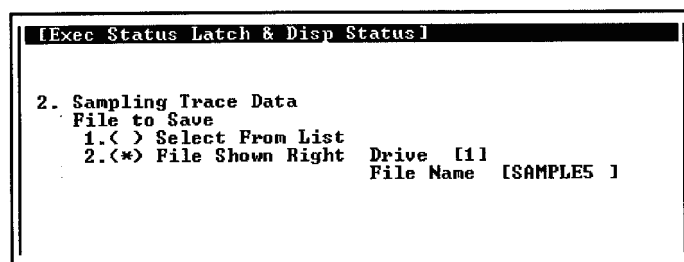 [Exec Status Latch & Disp Status]
2. Sampling Trace Data
File to Save
1.( ) Select From List
2.(*) File Shown Right Drive [1]
File Name [SAMPLE5 ]